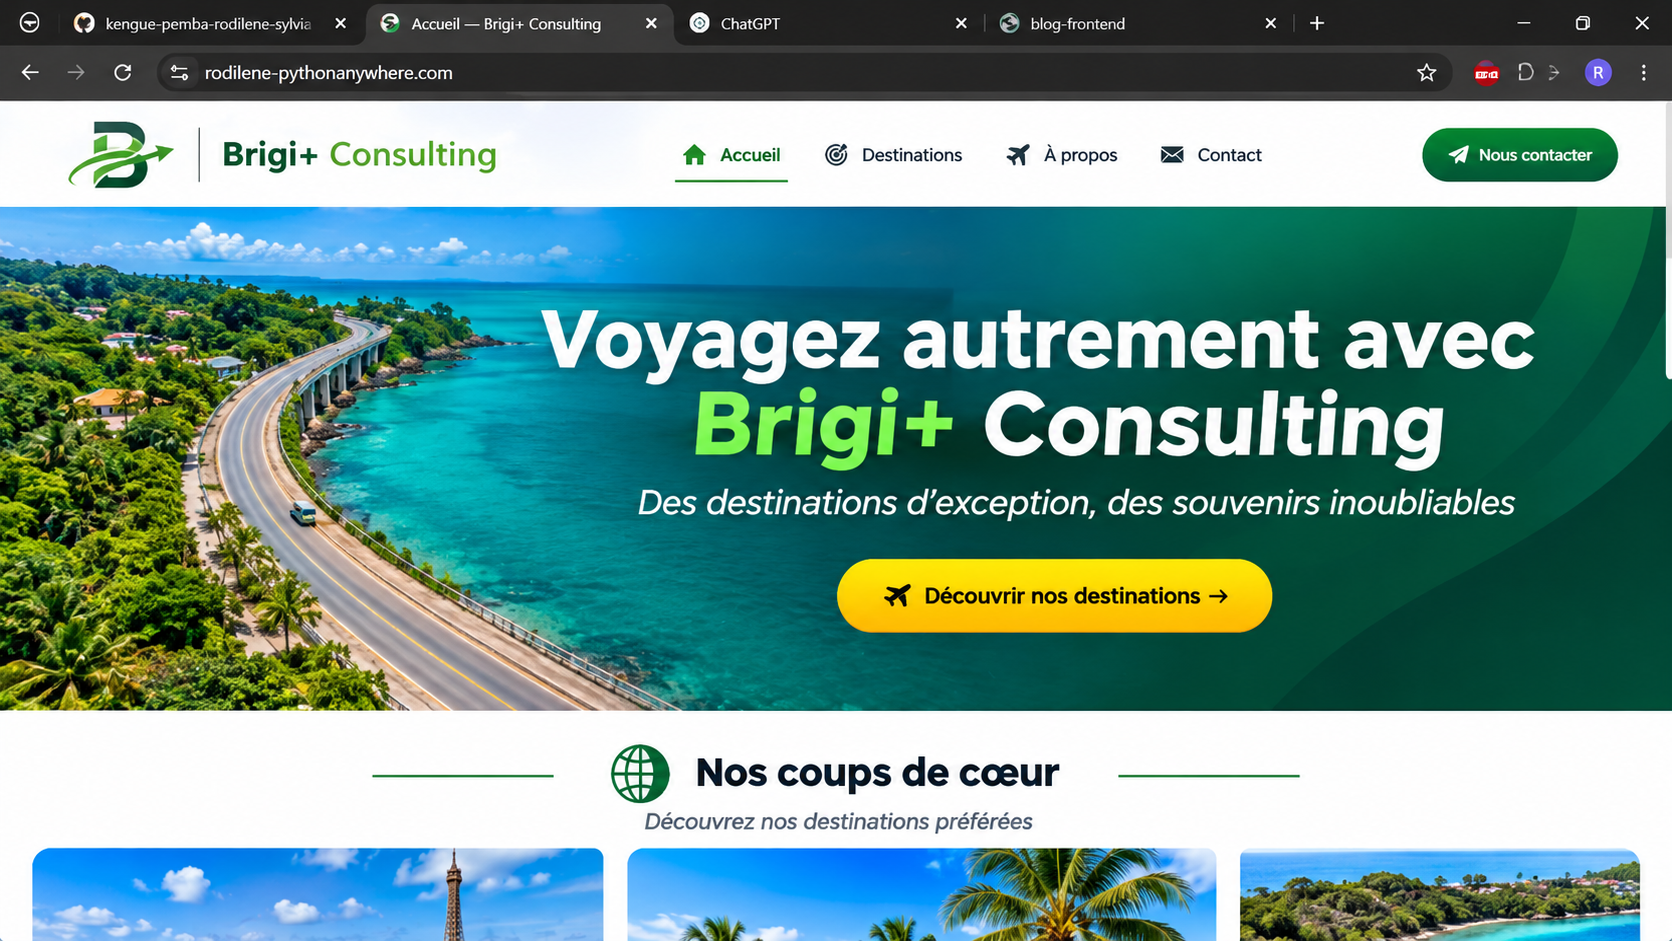 kengue-pemba-rodilene-sylvia
Accueil — Brigi+ Consulting
ChatGPT
blog-frontend
rodilene-pythonanywhere.com
R
Brigi+ Consulting
Accueil
Destinations
À propos
Contact
Nous contacter
Voyagez autrement avec
Brigi+ Consulting
Des destinations d’exception, des souvenirs inoubliables
Découvrir nos destinations →
Nos coups de cœur
Découvrez nos destinations préférées